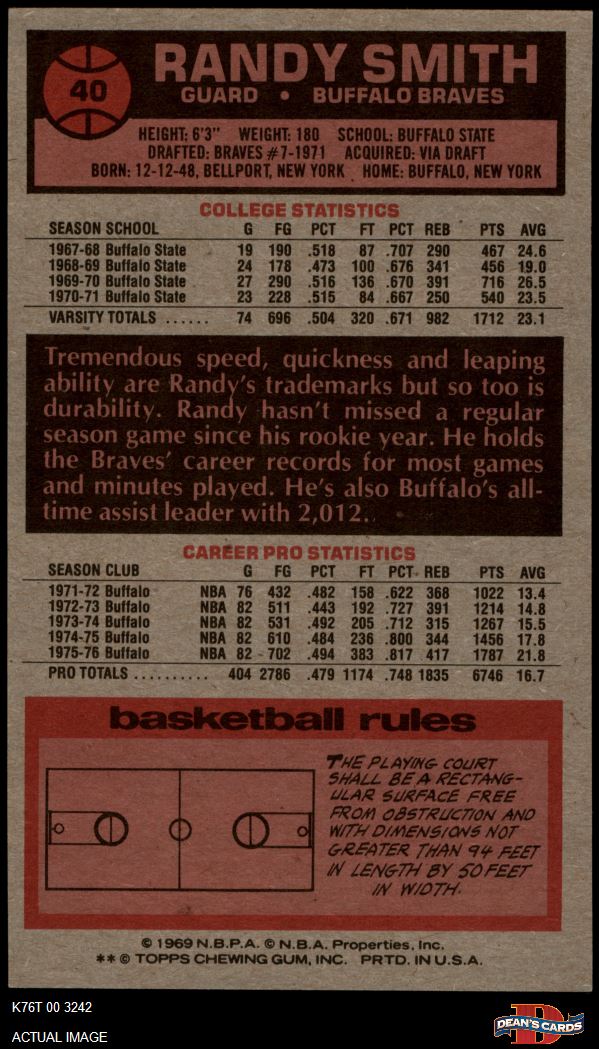 40
RANDY SMITH
GUARD • BUFFALO BRAVES
HEIGHT: 6'3" WEIGHT: 180 SCHOOL: BUFFALO STATE
DRAFTED: BRAVES #7-1971 ACQUIRED: VIA DRAFT
BORN: 12-12-48, BELLPORT, NEW YORK HOME: BUFFALO, NEW YORK
COLLEGE STATISTICS
SEASON SCHOOL G FG PCT FT PCT REB PTS AVG
1967-68 Buffalo State 19 190 .518 87 .707 290 467 24.6
1968-69 Buffalo State 24 178 .473 100 .676 341 456 19.0
1969-70 Buffalo State 27 290 .516 136 .670 391 716 26.5
1970-71 Buffalo State 23 228 .515 84 .667 250 540 23.5
VARSITY TOTALS ...... 74 696 .504 320 .671 982 1712 23.1
Tremendous speed, quickness and leaping
ability are Randy's trademarks but so too is
durability. Randy hasn't missed a regular
season game since his rookie year. He holds
the Braves' career records for most games
and minutes played. He's also Buffalo's all-
time assist leader with 2,012.
CAREER PRO STATISTICS
SEASON CLUB G FG PCT FT PCT REB PTS AVG
1971-72 Buffalo NBA 76 432 .482 158 .622 368 1022 13.4
1972-73 Buffalo NBA 82 511 .443 192 .727 391 1214 14.8
1973-74 Buffalo NBA 82 531 .492 205 .712 315 1267 15.5
1974-75 Buffalo NBA 82 610 .484 236 .800 344 1456 17.8
1975-76 Buffalo NBA 82 702 .494 383 .817 417 1787 21.8
PRO TOTALS .......... 404 2786 .479 1174 .748 1835 6746 16.7
basketball rules
THE PLAYING COURT
SHALL BE A RECTANG-
ULAR SURFACE FREE
FROM OBSTRUCTION AND
WITH DIMENSIONS NOT
GREATER THAN 94 FEET
IN LENGTH BY 50 FEET
IN WIDTH.
© 1969 N.B.P.A. © N.B.A. Properties, Inc.
** © TOPPS CHEWING GUM, INC. PRTD. IN U.S.A.
K76T 00 3242
ACTUAL IMAGE
D
DEAN'S CARDS